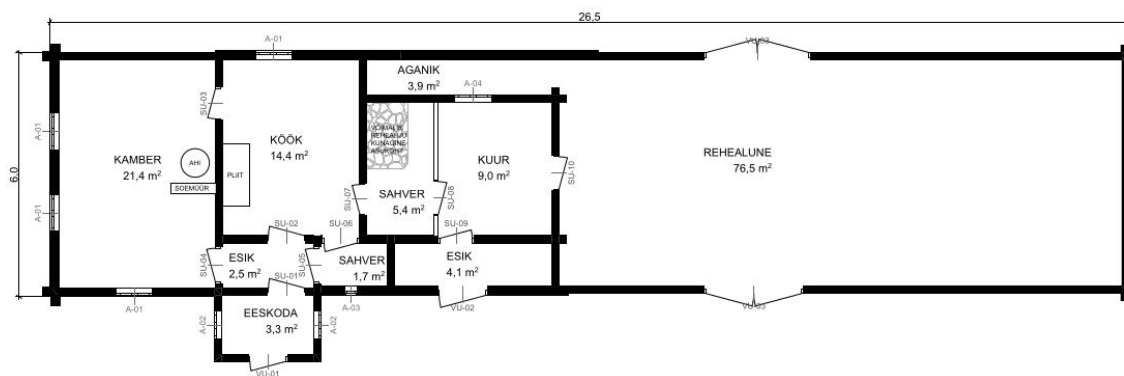 26,5
A-01
VU-03
AGANIK
3,9 m²
A-04
SU-03
A-01
VÕIMALIK
REHEAHJU
KUNAGINE
ASUKOHT
KÖÖK
14,4 m²
REHEALUNE
76,5 m²
KAMBER
21,4 m²
AHI
KUUR
9,0 m²
6,0
PLIIT
SU-10
SOEMÜÜR
SAHVER
5,4 m²
SU-07
SU-08
A-01
SU-02
SU-06
SU-09
ESIK
2,5 m²
SU-04
SU-05
SAHVER
1,7 m²
ESIK
4,1 m²
SU-01
A-01
A-03
VU-02
VU-03
EESKODA
3,3 m²
A-02
A-02
VU-01